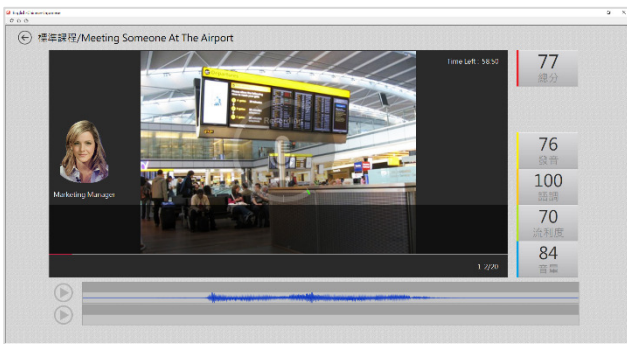 標準課程/Meeting Someone At The Airport
Time Left : 58:50
77
總分
Marketing Manager
76
發音
100
語調
70
流利度
84
音量
1-2/20